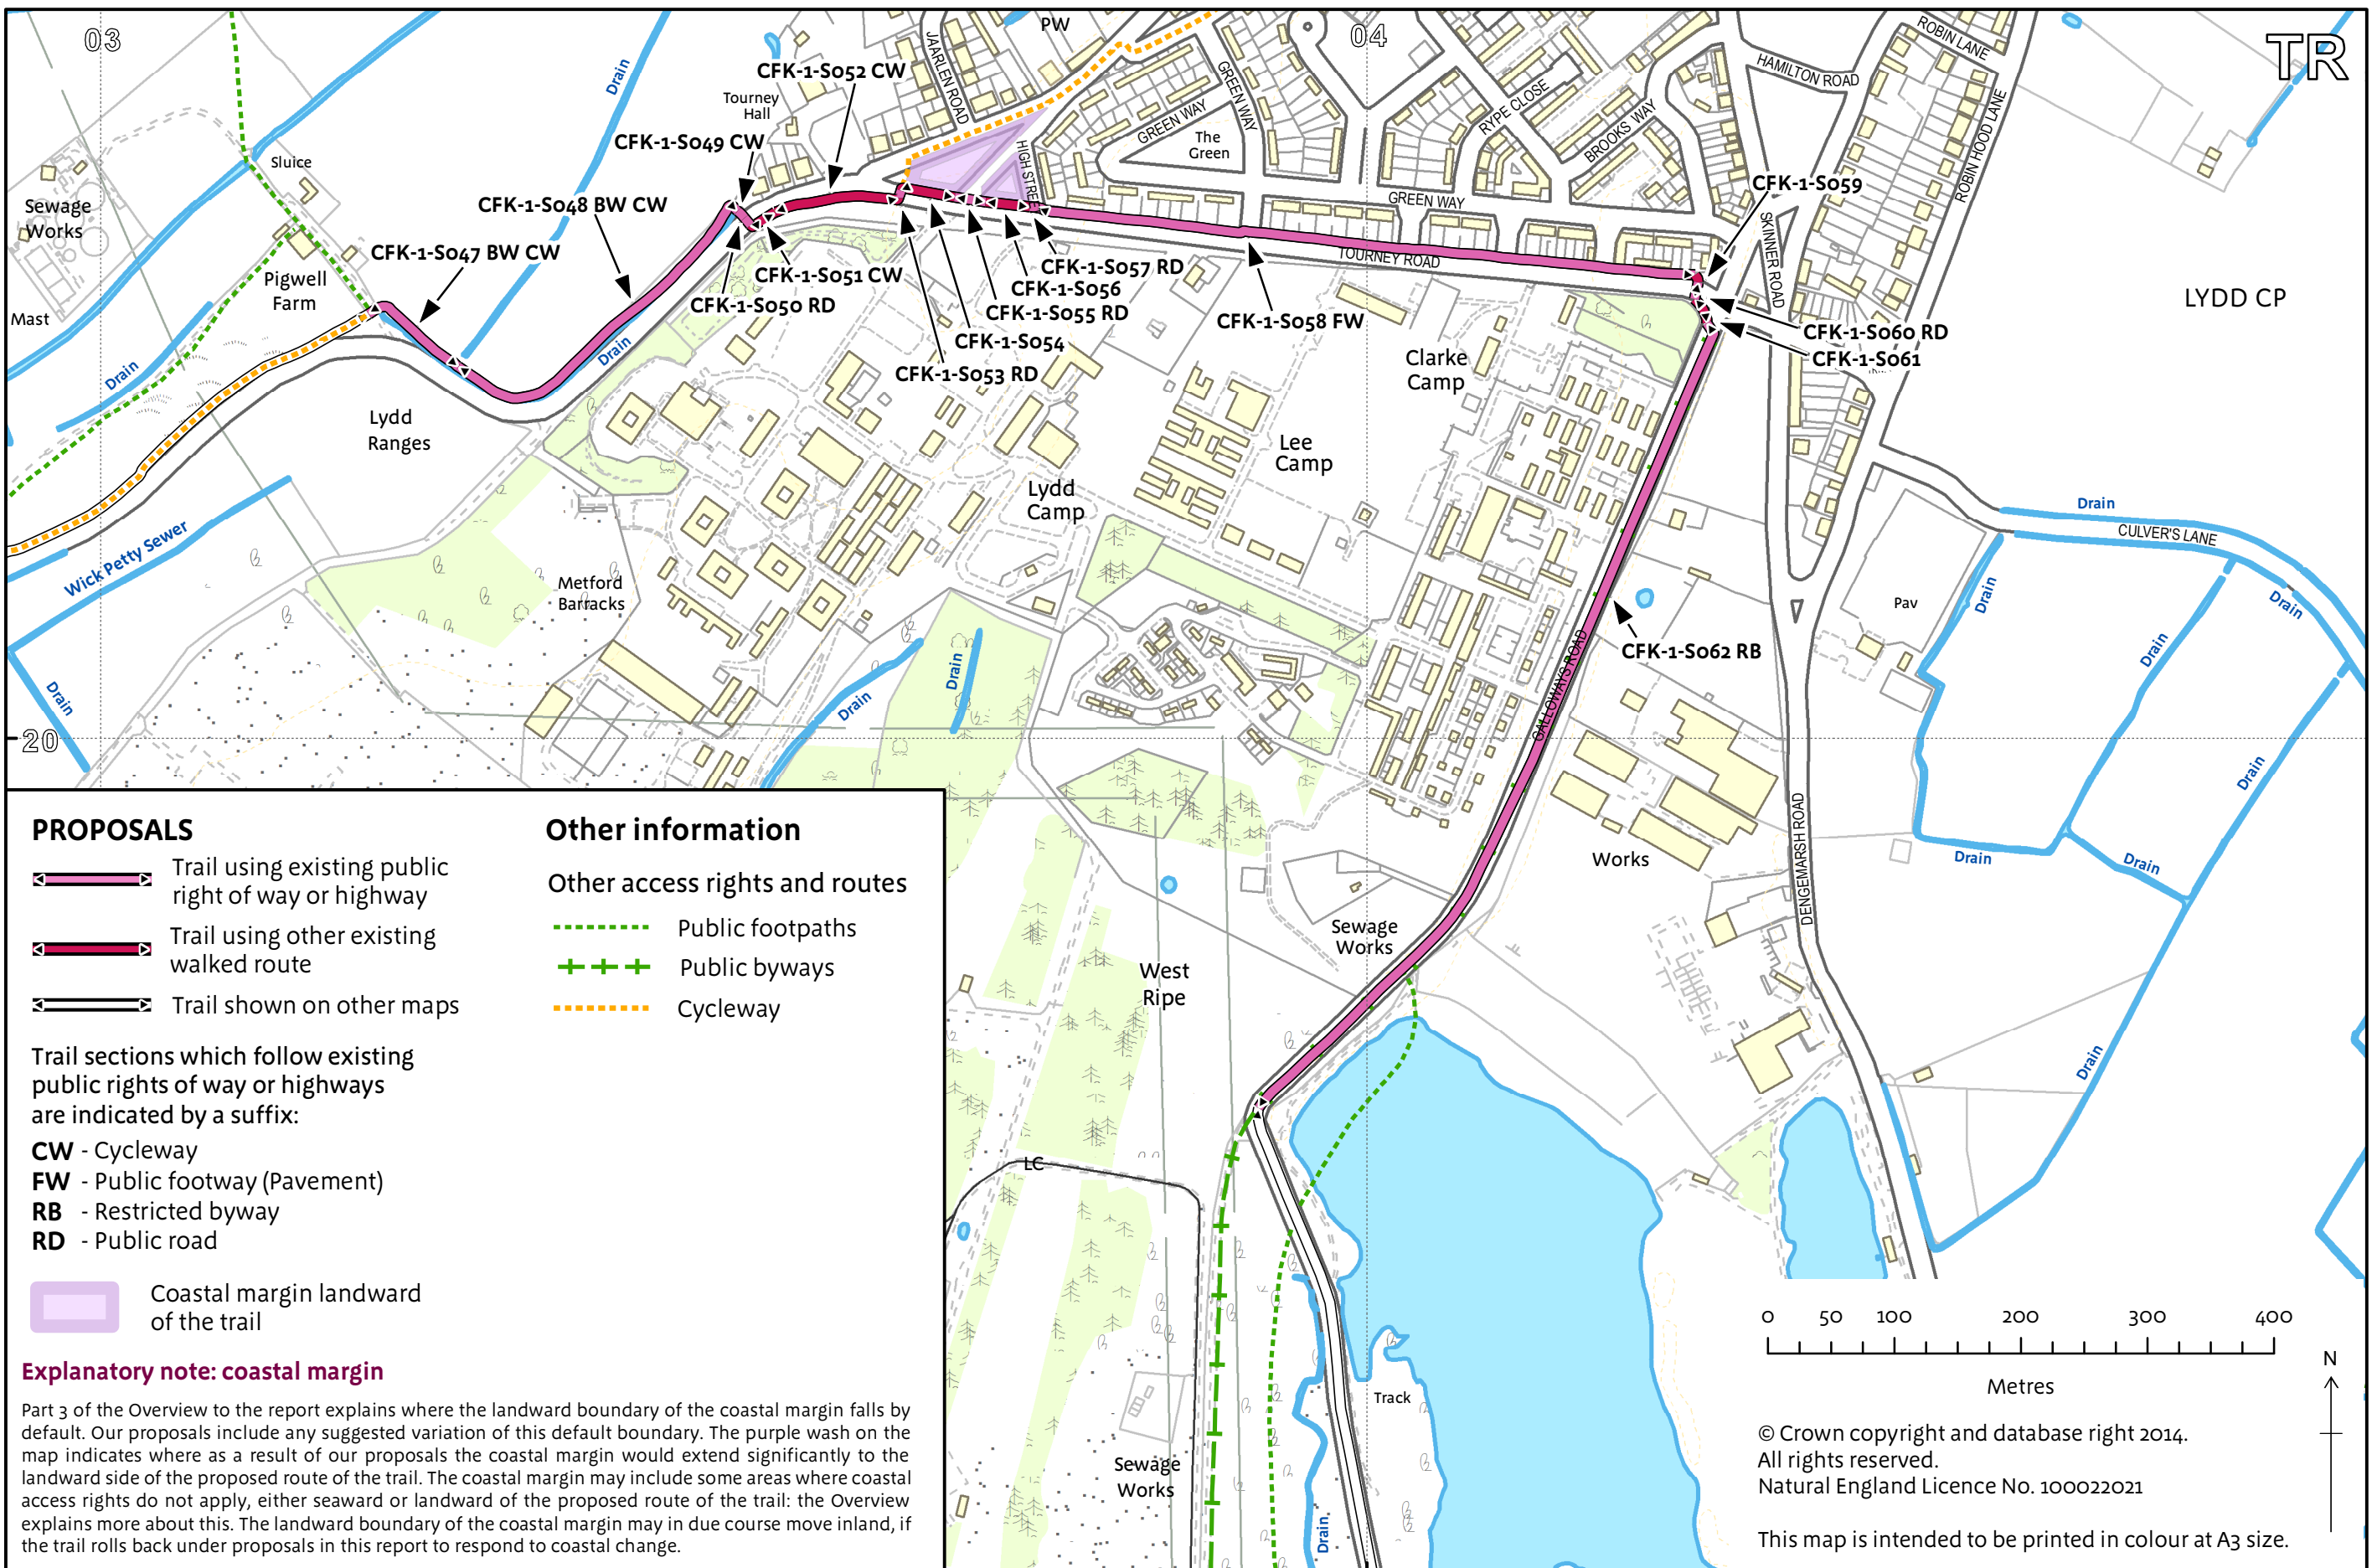 03
04
TR
PW
JAARLEN ROAD
Drain
CFK-1-S052 CW
Tourney
Hall
CFK-1-S049 CW
GREEN WAY
GREEN WAY
The
Green
RYPE CLOSE
BROOKS WAY
HAMILTON ROAD
ROBIN LANE
ROBIN HOOD LANE
Sluice
Sewage
Works
HIGH STREET
CFK-1-S048 BW CW
CFK-1-S059
GREEN WAY
SKINNER ROAD
CFK-1-S047 BW CW
Pigwell
Farm
CFK-1-S051 CW
CFK-1-S050 RD
CFK-1-S057 RD
CFK-1-S056
CFK-1-S055 RD
CFK-1-S054
CFK-1-S053 RD
TOURNEY ROAD
CFK-1-S058 FW
LYDD CP
Mast
CFK-1-S060 RD
CFK-1-S061
Drain
Drain
Clarke
Camp
Lydd
Ranges
Lee
Camp
Lydd
Camp
Wick Petty Sewer
Metford
Barracks
Drain
CULVER'S LANE
Drain
Drain
Pav
Drain
GALLOWAYS ROAD
CFK-1-S062 RB
Drain
Drain
Drain
20
Drain
DENGEMARSH ROAD
Works
Drain
Drain
Sewage
Works
West
Ripe
Drain
LC
Track
Sewage
Works
Drain
PROPOSALS
Trail using existing public
right of way or highway
Trail using other existing
walked route
Trail shown on other maps
Trail sections which follow existing
public rights of way or highways
are indicated by a suffix:
CW - Cycleway
FW - Public footway (Pavement)
RB - Restricted byway
RD - Public road
Coastal margin landward
of the trail
Other information
Other access rights and routes
Public footpaths
Public byways
Cycleway
Explanatory note: coastal margin
Part 3 of the Overview to the report explains where the landward boundary of the coastal margin falls by
default. Our proposals include any suggested variation of this default boundary. The purple wash on the
map indicates where as a result of our proposals the coastal margin would extend significantly to the
landward side of the proposed route of the trail. The coastal margin may include some areas where coastal
access rights do not apply, either seaward or landward of the proposed route of the trail: the Overview
explains more about this. The landward boundary of the coastal margin may in due course move inland, if
the trail rolls back under proposals in this report to respond to coastal change.
0 50 100 200 300 400
Metres
N
© Crown copyright and database right 2014.
All rights reserved.
Natural England Licence No. 100022021
This map is intended to be printed in colour at A3 size.